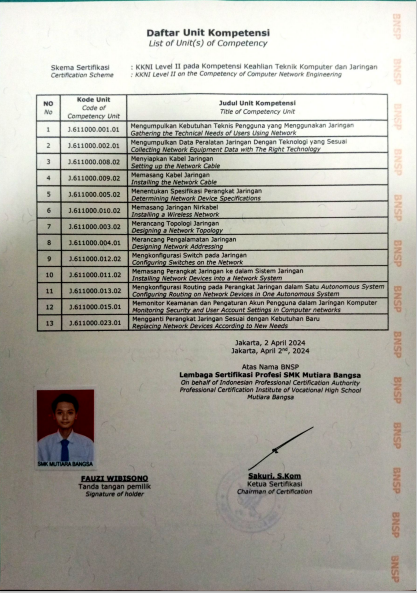 Daftar Unit Kompetensi
List of Unit(s) of Competency
Skema Sertifikasi : KKNI Level II pada Kompetensi Keahlian Teknik Komputer dan Jaringan
Certification Scheme : KKNI Level II on the Competency of Computer Network Engineering
NO No Kode Unit Code of Competency Unit Judul Unit Kompetensi Title of Competency Unit
1 J.611000.001.01 Mengumpulkan Kebutuhan Teknis Pengguna yang Menggunakan Jaringan
Gathering the Technical Needs of Users Using Network
2 J.611000.002.01 Mengumpulkan Data Peralatan Jaringan Dengan Teknologi yang Sesuai
Collecting Network Equipment Data with The Right Technology
3 J.611000.008.02 Menyiapkan Kabel Jaringan
Setting up the Network Cable
4 J.611000.009.02 Memasang Kabel Jaringan
Installing the Network Cable
5 J.611000.005.02 Menentukan Spesifikasi Perangkat Jaringan
Determining Network Device Specifications
6 J.611000.010.02 Memasang Jaringan Nirkabel
Installing a Wireless Network
7 J.611000.003.02 Merancang Topologi Jaringan
Designing a Network Topology
8 J.611000.004.01 Merancang Pengalamatan Jaringan
Designing Network Addressing
9 J.611000.012.02 Mengkonfigurasi Switch pada Jaringan
Configuring Switches on the Network
10 J.611000.011.02 Memasang Perangkat Jaringan ke dalam Sistem Jaringan
Installing Network Devices into a Network System
11 J.611000.013.02 Mengkonfigurasi Routing pada Perangkat Jaringan dalam Satu Autonomous System
Configuring Routing on Network Devices in One Autonomous System
12 J.611000.015.01 Memonitor Keamanan dan Pengaturan Akun Pengguna dalam Jaringan Komputer
Monitoring Security and User Account Settings in Computer networks
13 J.611000.023.01 Mengganti Perangkat Jaringan Sesuai dengan Kebutuhan Baru
Replacing Network Devices According to New Needs
Jakarta, 2 April 2024
Jakarta, April 2nd, 2024
Atas Nama BNSP
Lembaga Sertifikasi Profesi SMK Mutiara Bangsa
On behalf of Indonesian Professional Certification Authority
Professional Certification Institute of Vocational High School
Mutiara Bangsa
SMK MUTIARA BANGSA
FAUZI WIBISONO
Tanda tangan pemilik
Signature of holder
Sakuri, S.Kom
Ketua Sertifikasi
Chairman of Certification
BNSP
BNSP
BNSP
BNSP
BNSP
BNSP
BNSP
BNSP
BNSP
BNSP
BNSP